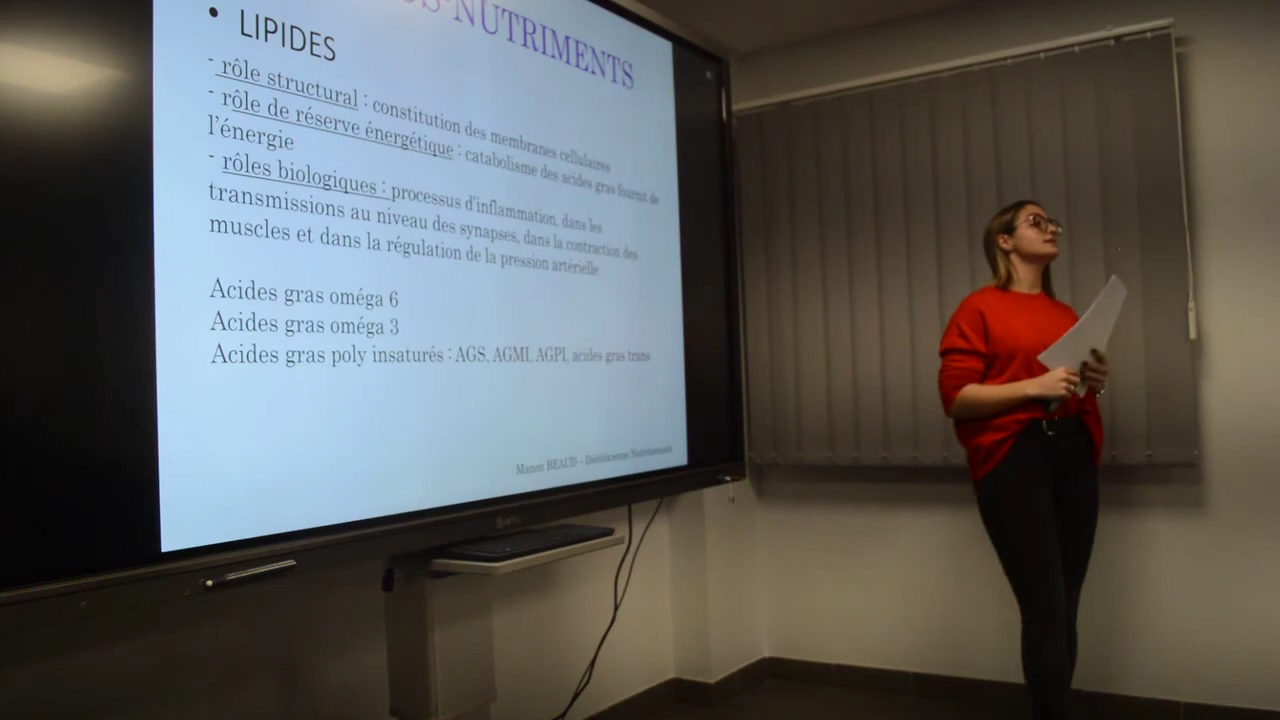 NUTRIMENTS
• LIPIDES
- rôle structural : constitution des membranes cellulaires
- rôle de réserve énergétique : catabolisme des acides gras fournit de
l'énergie
- rôles biologiques : processus d'inflammation, dans les
transmissions au niveau des synapses, dans la contraction des
muscles et dans la régulation de la pression artérielle
Acides gras oméga 6
Acides gras oméga 3
Acides gras poly insaturés : AGS, AGMI, AGPI, acides gras trans
Manon BEAUD – Diététicienne Nutritionniste